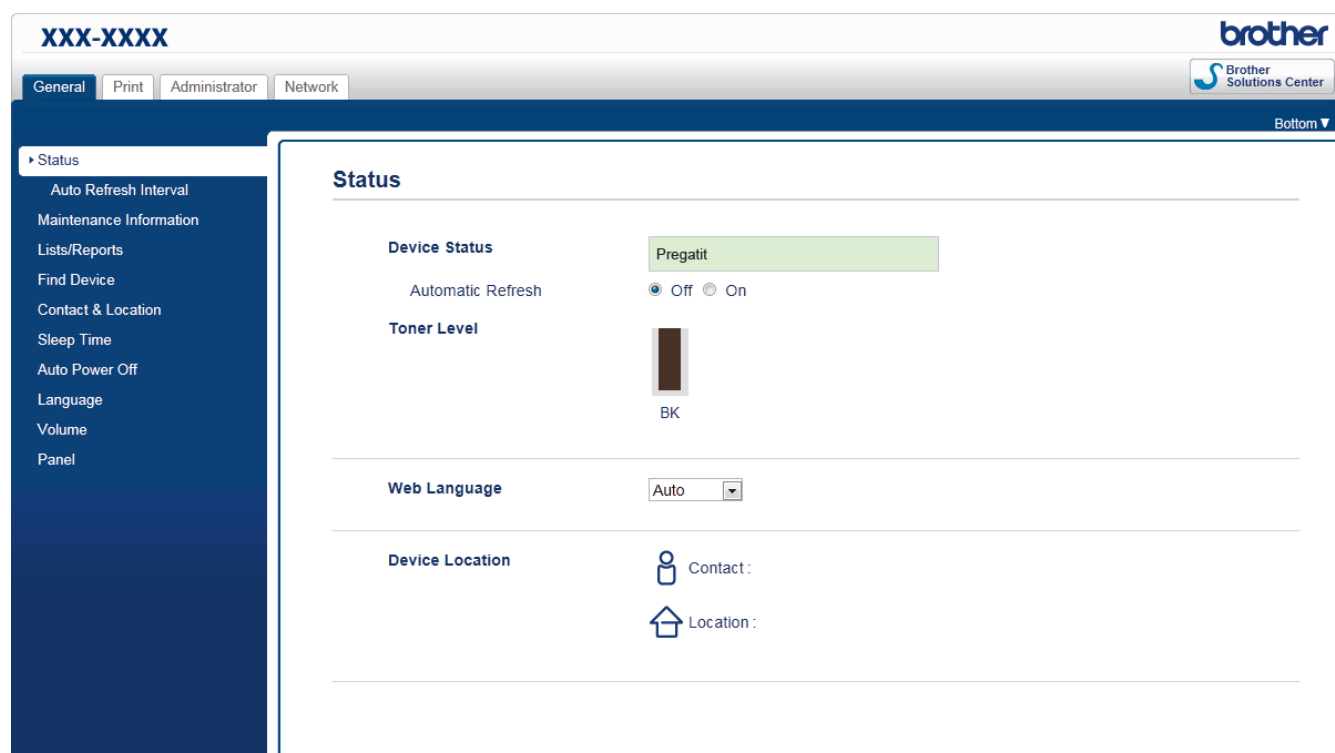 XXX-XXXX
brother
General Print Administrator Network
Brother
Solutions Center
Bottom▼
Status
Auto Refresh Interval
Maintenance Information
Lists/Reports
Find Device
Contact & Location
Sleep Time
Auto Power Off
Language
Volume
Panel
Status
Device Status Pregatit
Automatic Refresh Off On
Toner Level
BK
Web Language Auto
Device Location Contact :
Location :